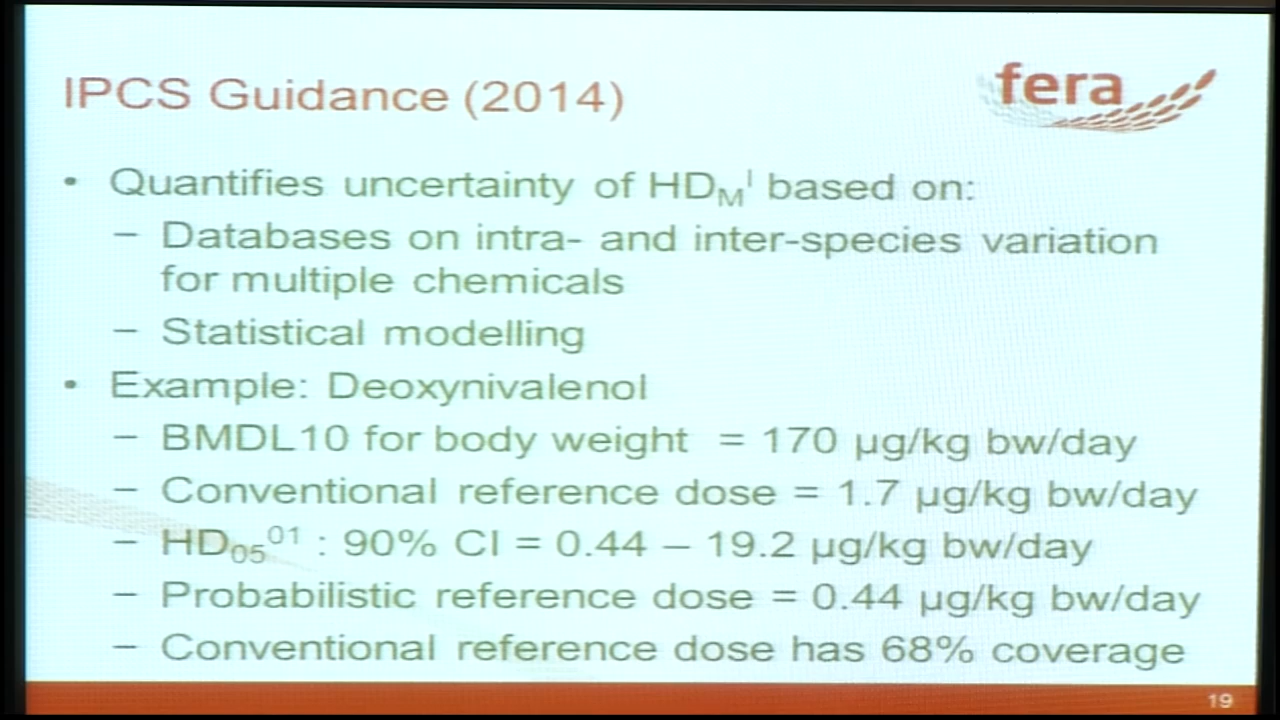 IPCS Guidance (2014)
fera
• Quantifies uncertainty of HD_M^I based on:
– Databases on intra- and inter-species variation
for multiple chemicals
– Statistical modelling
• Example: Deoxynivalenol
– BMDL10 for body weight = 170 µg/kg bw/day
– Conventional reference dose = 1.7 µg/kg bw/day
– HD₀₅⁰¹ : 90% CI = 0.44 – 19.2 µg/kg bw/day
– Probabilistic reference dose = 0.44 µg/kg bw/day
– Conventional reference dose has 68% coverage
19